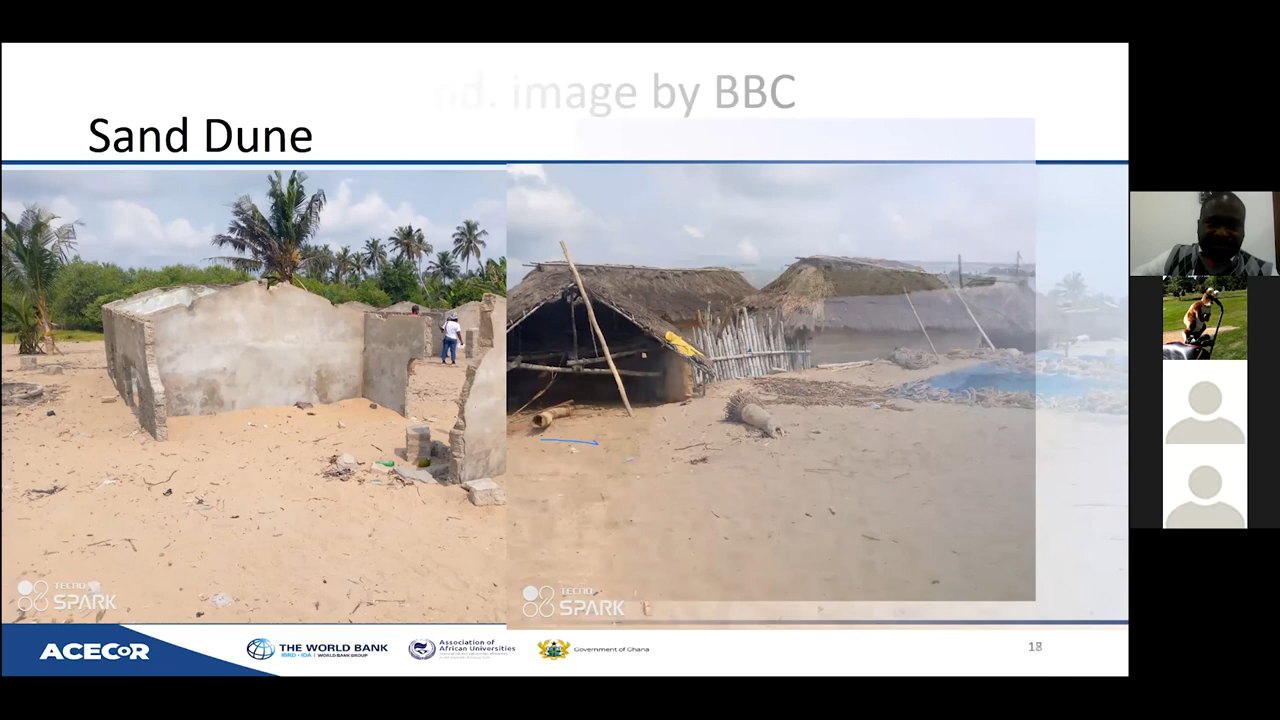 nd. image by BBC
Sand Dune
TECNO
SPARK
TECNO
SPARK
ACECoR
THE WORLD BANK
IBRD • IDA | WORLD BANK GROUP
Association of
African Universities
Government of Ghana
18